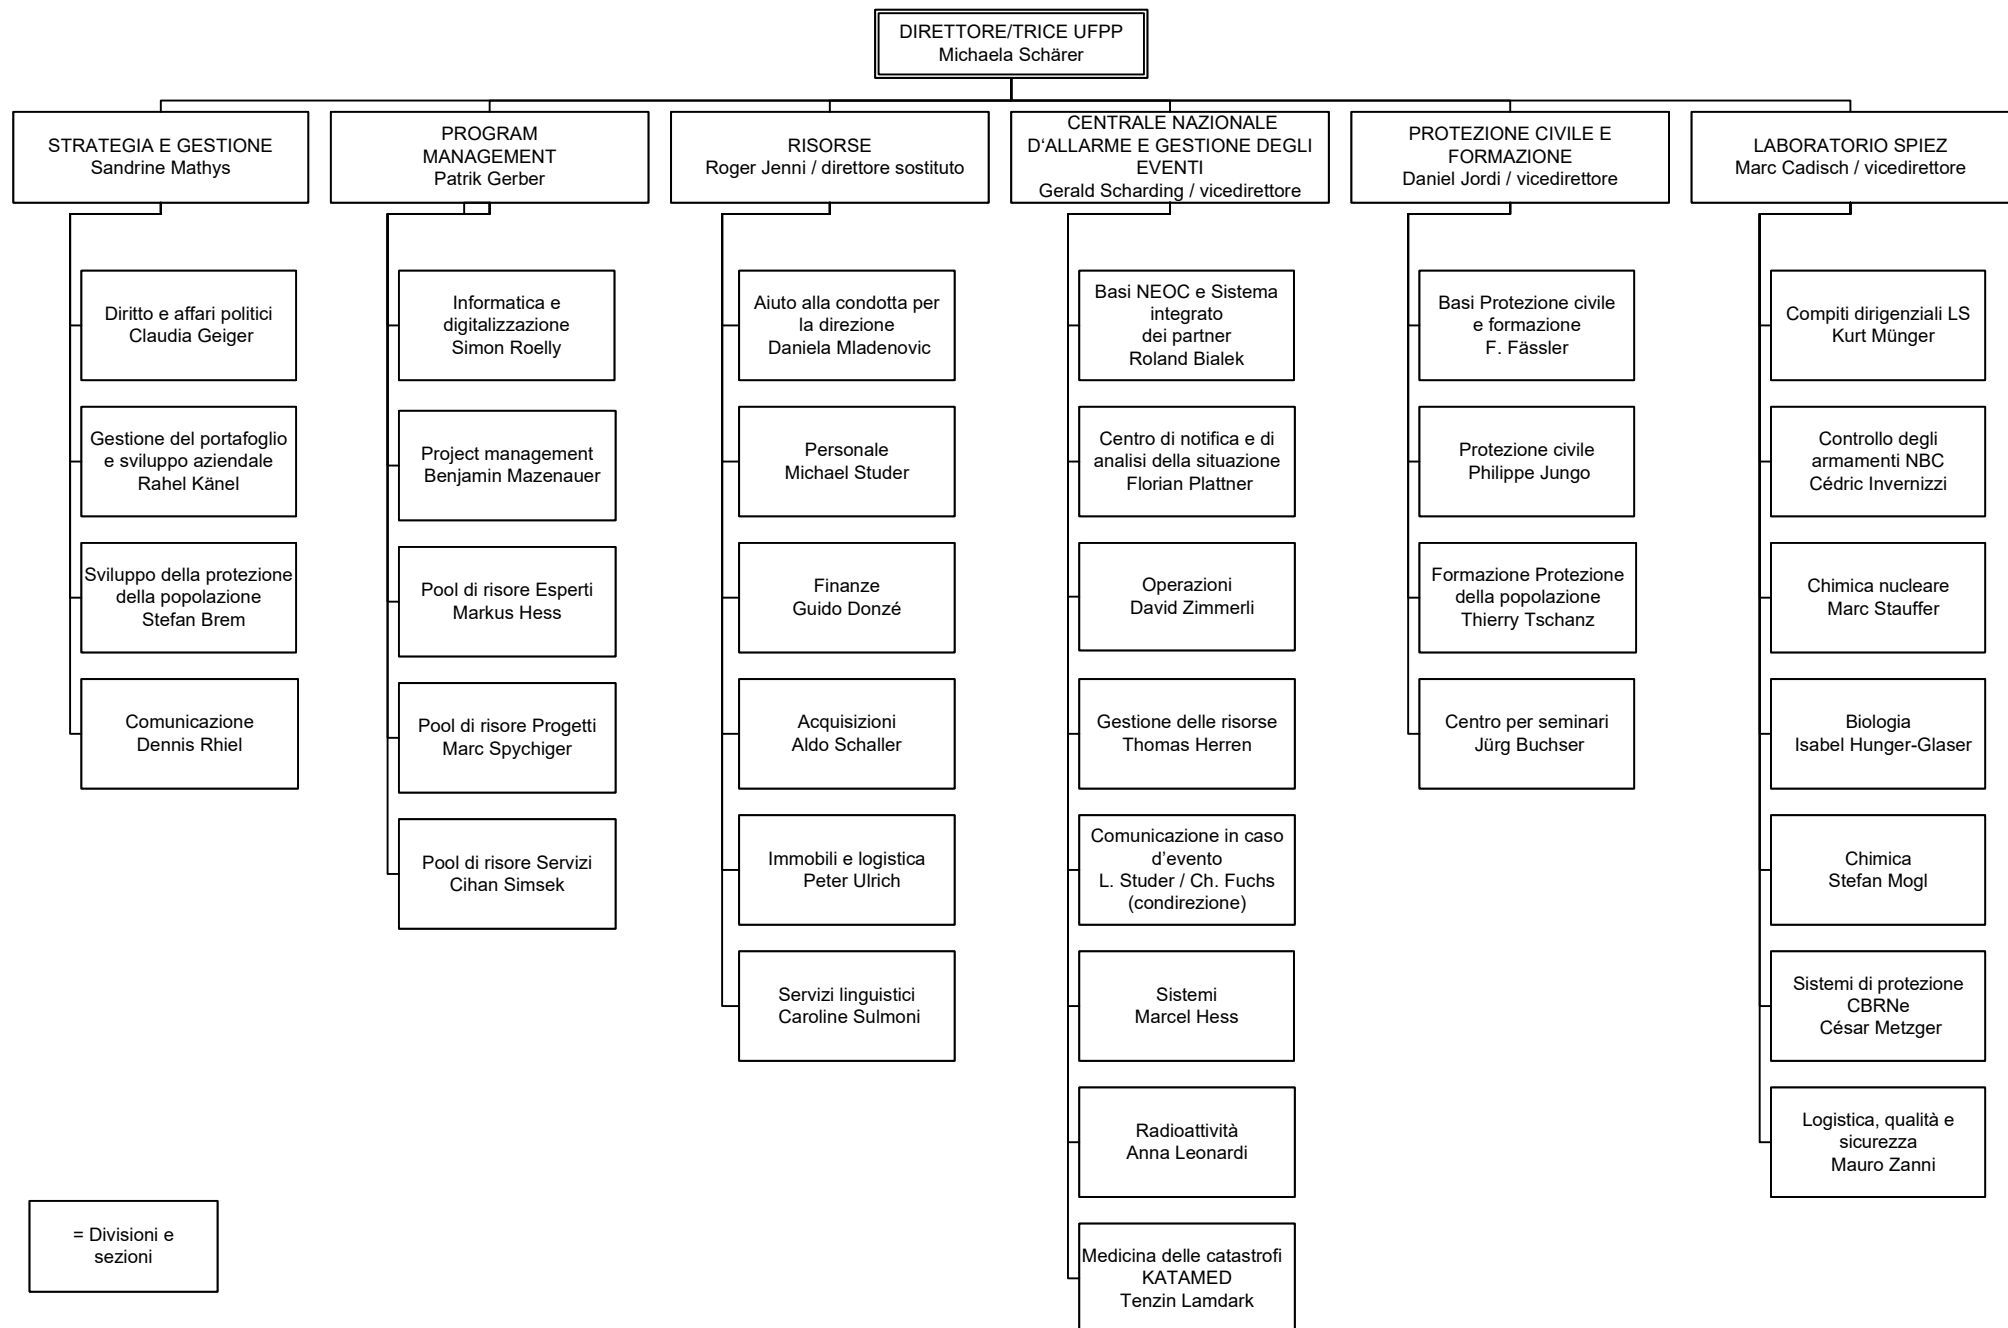 DIRETTORE/TRICE UFPP
Michaela Schärer
STRATEGIA E GESTIONE
Sandrine Mathys
Diritto e affari politici
Claudia Geiger
Gestione del portafoglio
e sviluppo aziendale
Rahel Känel
Sviluppo della protezione
della popolazione
Stefan Brem
Comunicazione
Dennis Rhiel
PROGRAM
MANAGEMENT
Patrik Gerber
Informatica e
digitalizzazione
Simon Roelly
Project management
Benjamin Mazenauer
Pool di risore Esperti
Markus Hess
Pool di risore Progetti
Marc Spychiger
Pool di risore Servizi
Cihan Simsek
RISORSE
Roger Jenni / direttore sostituto
Aiuto alla condotta per
la direzione
Daniela Mladenovic
Personale
Michael Studer
Finanze
Guido Donzé
Acquisizioni
Aldo Schaller
Immobili e logistica
Peter Ulrich
Servizi linguistici
Caroline Sulmoni
CENTRALE NAZIONALE
D‘ALLARME E GESTIONE DEGLI
EVENTI
Gerald Scharding / vicedirettore
Basi NEOC e Sistema
integrato
dei partner
Roland Bialek
Centro di notifica e di
analisi della situazione
Florian Plattner
Operazioni
David Zimmerli
Gestione delle risorse
Thomas Herren
Comunicazione in caso
d’evento
L. Studer / Ch. Fuchs
(condirezione)
Sistemi
Marcel Hess
Radioattività
Anna Leonardi
Medicina delle catastrofi
KATAMED
Tenzin Lamdark
PROTEZIONE CIVILE E
FORMAZIONE
Daniel Jordi / vicedirettore
Basi Protezione civile
e formazione
F. Fässler
Protezione civile
Philippe Jungo
Formazione Protezione
della popolazione
Thierry Tschanz
Centro per seminari
Jürg Buchser
LABORATORIO SPIEZ
Marc Cadisch / vicedirettore
Compiti dirigenziali LS
Kurt Münger
Controllo degli
armamenti NBC
Cédric Invernizzi
Chimica nucleare
Marc Stauffer
Biologia
Isabel Hunger-Glaser
Chimica
Stefan Mogl
Sistemi di protezione
CBRNe
César Metzger
Logistica, qualità e
sicurezza
Mauro Zanni
= Divisioni e
sezioni